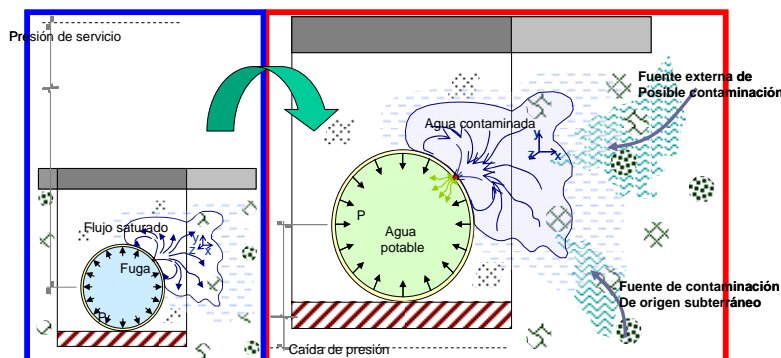 Presión de servicio
Flujo saturado
y
z
x
Fuga
P
Fuente externa de
Posible contaminación
Agua contaminada
y
z
x
P
Agua
potable
Fuente de contaminación
De origen subterráneo
Caída de presión